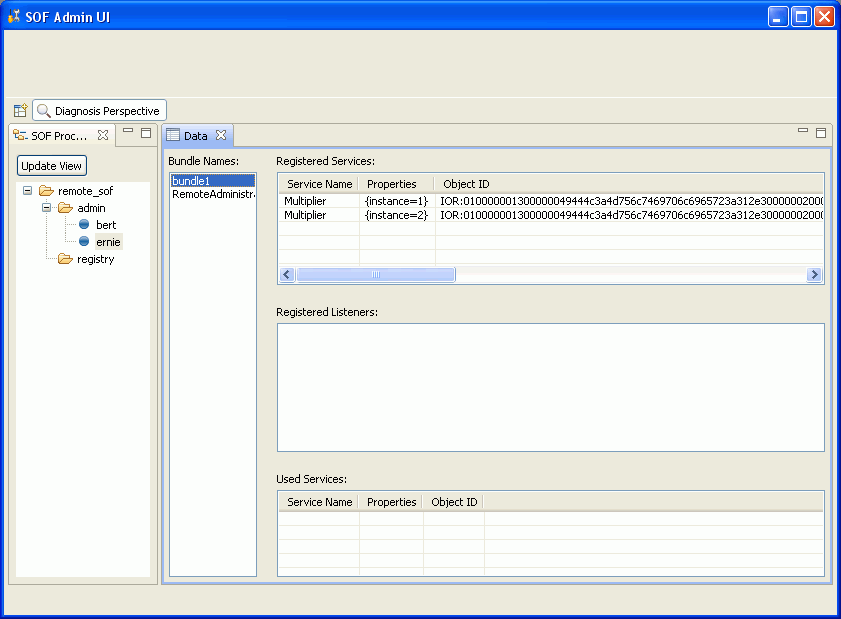 SOF Admin UI
Diagnosis Perspective
SOF Proc...
Data
Update View
remote_sof
admin
bert
ernie
registry
Bundle Names:
bundle1
RemoteAdministra
Registered Services:
Service Name Properties Object ID
Multiplier {instance=1} IOR:010000001300000049444c3a4d756c7469706c6965723a312e30000002000
Multiplier {instance=2} IOR:010000001300000049444c3a4d756c7469706c6965723a312e30000002000
Registered Listeners:
Used Services:
Service Name Properties Object ID